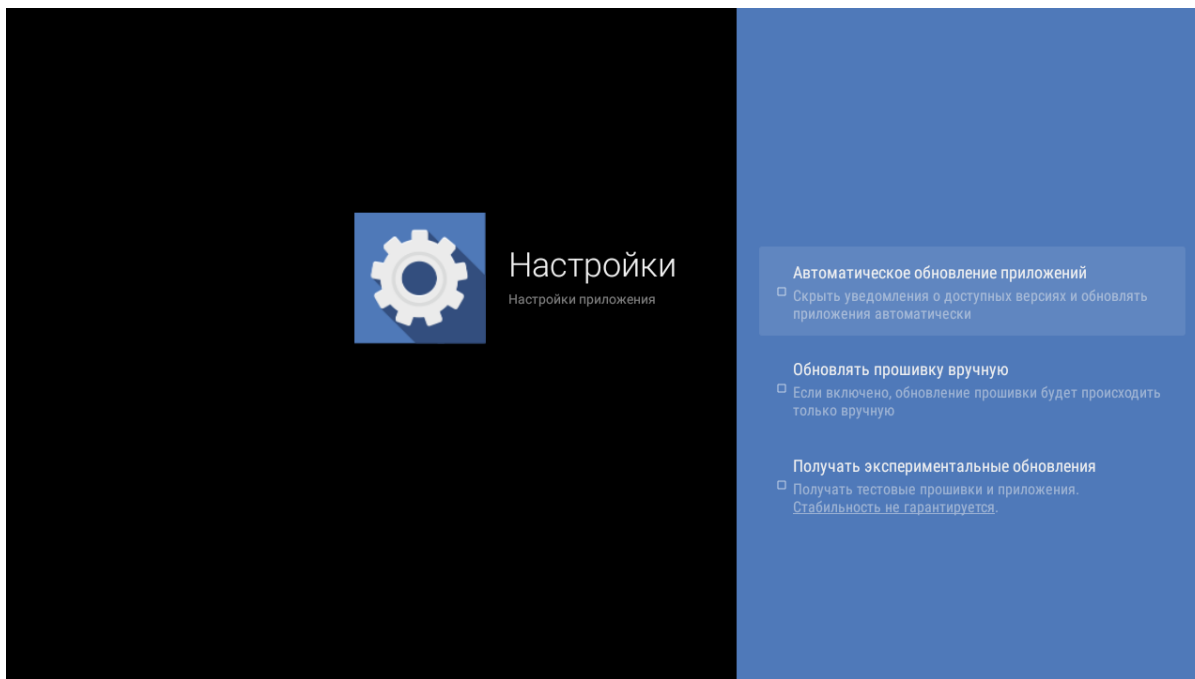 Настройки
Настройки приложения
Автоматическое обновление приложений
Скрыть уведомления о доступных версиях и обновлять
приложения автоматически
Обновлять прошивку вручную
Если включено, обновление прошивки будет происходить
только вручную
Получать экспериментальные обновления
Получать тестовые прошивки и приложения.
Стабильность не гарантируется.